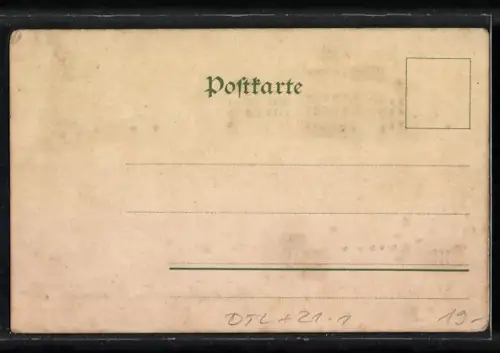 Postkarte
DTL + 21.1
19.-